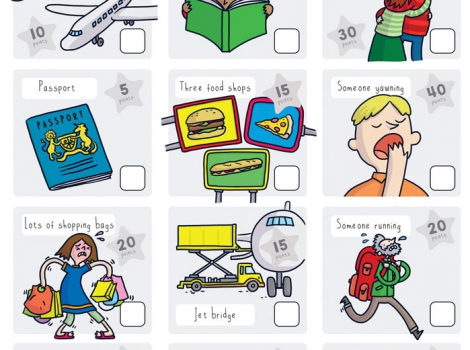 10
points
30
points
Passport
5
points
PASSPORT
Three food shops
15
points
Someone yawning
40
points
Lots of shopping bags
20
points
15
points
Jet bridge
Someone running
20
points